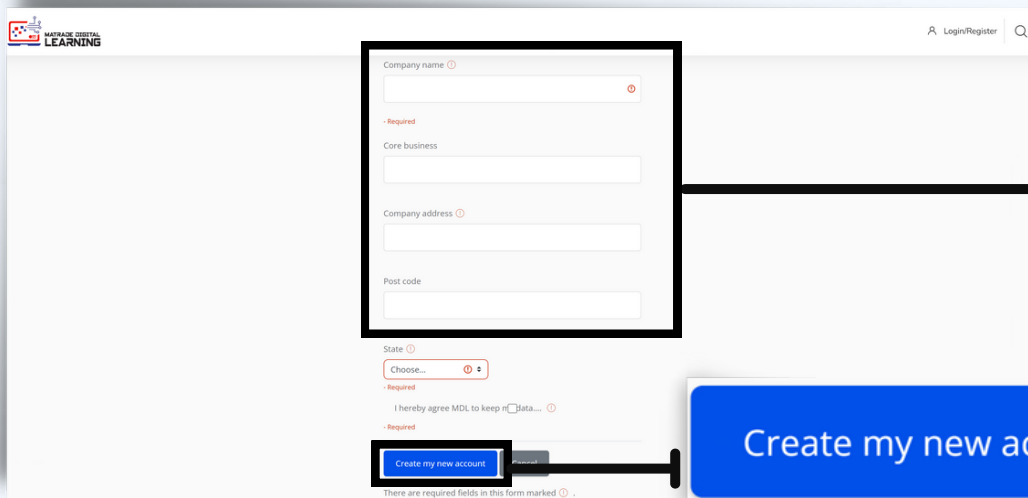 MATRADE DIGITAL
LEARNING
Login/Register
Company name
- Required
Core business
Company address
Post code
State
Choose...
- Required
I hereby agree MDL to keep m data....
- Required
Create my new account
Cancel
There are required fields in this form marked .
Create my new ac